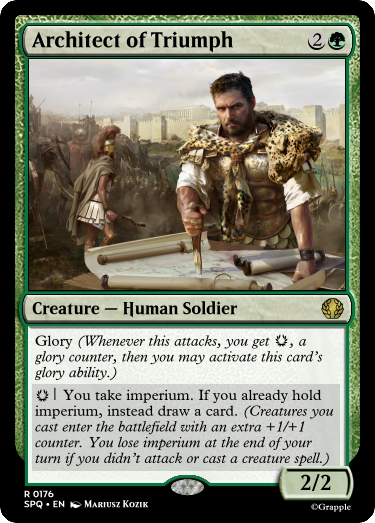 Architect of Triumph 2
Creature — Human Soldier
Glory (Whenever this attacks, you get , a
glory counter, then you may activate this card's
glory ability.)
| You take imperium. If you already hold
imperium, instead draw a card. (Creatures you
cast enter the battlefield with an extra +1/+1
counter. You lose imperium at the end of your
turn if you didn't attack or cast a creature spell.)
2/2
R 0176
SPQ • EN Mariusz Kozik
©Grapple